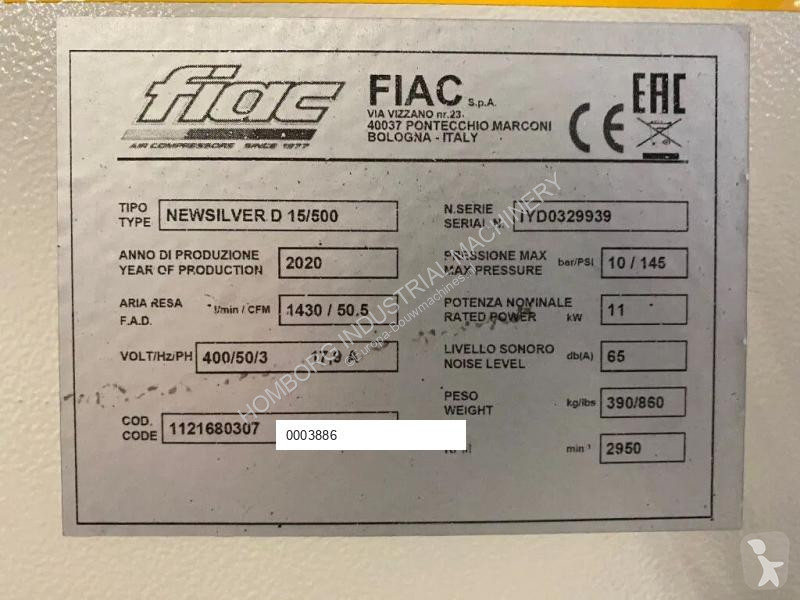 fiac
AIR COMPRESSORS SINCE 1977
FIAC S.p.A.
VIA VIZZANO nr.23
40037 PONTECCHIO MARCONI
BOLOGNA - ITALY
CE
EAC
TIPO
TYPE
NEWSILVER D 15/500
N.SERIE
SERIAL N.
IYD0329939
ANNO DI PRODUZIONE
YEAR OF PRODUCTION
2020
PRESSIONE MAX
MAX PRESSURE
bar/PSI
10 / 145
ARIA RESA
F.A.D.
l/min / CFM
1430 / 50.5
POTENZA NOMINALE
RATED POWER
kW
11
VOLT/Hz/PH
400/50/3 17,9 A
LIVELLO SONORO
NOISE LEVEL
db(A)
65
PESO
WEIGHT
kg/lbs
390/860
COD.
CODE
1121680307
0003886
min⁻¹
2950
HOMBORG INDUSTRIAL MACHINERY